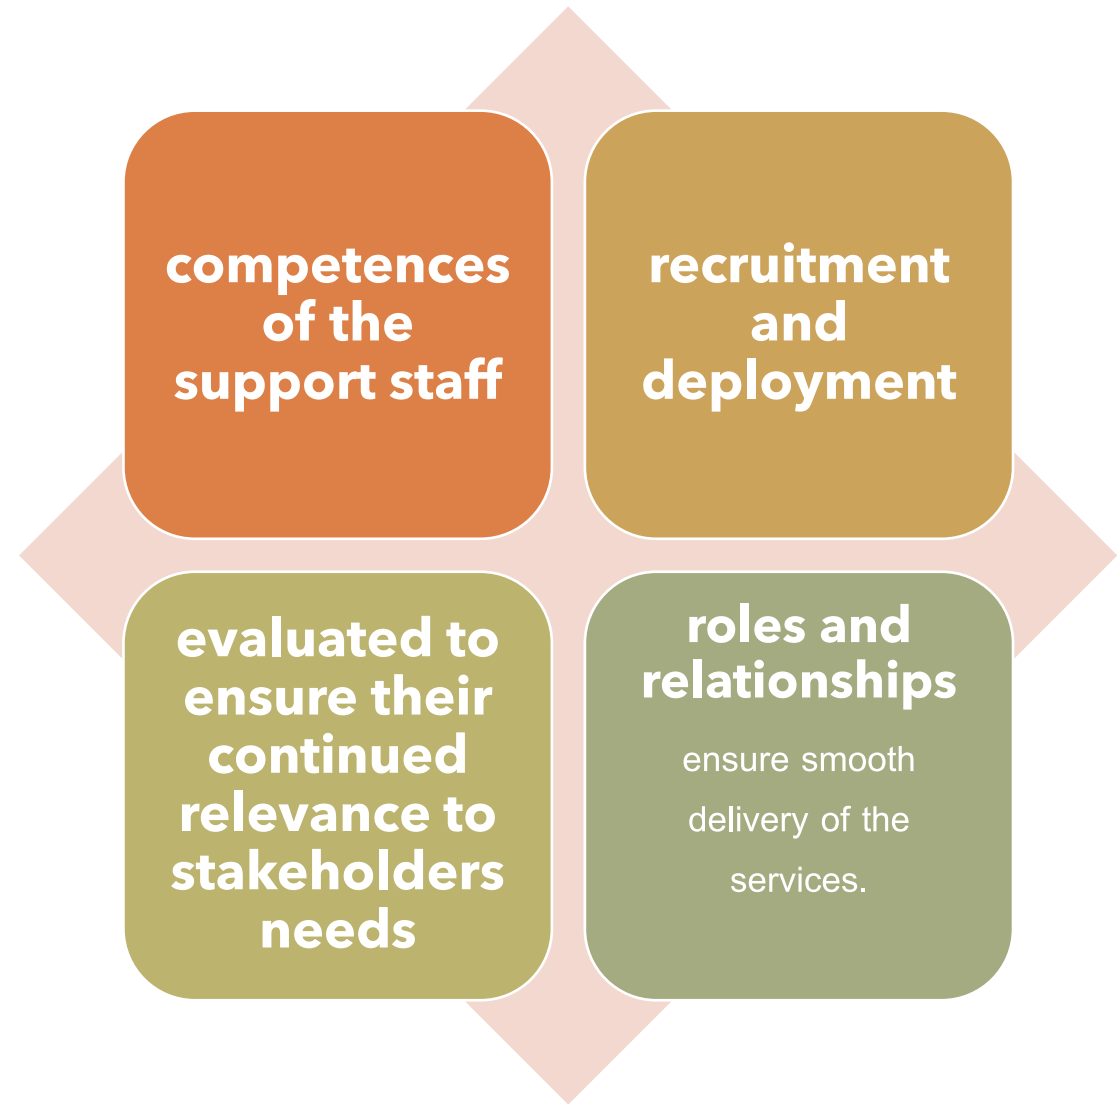 competences
of the
support staff
recruitment
and
deployment
evaluated to
ensure their
continued
relevance to
stakeholders
needs
roles and
relationships
ensure smooth
delivery of the
services.